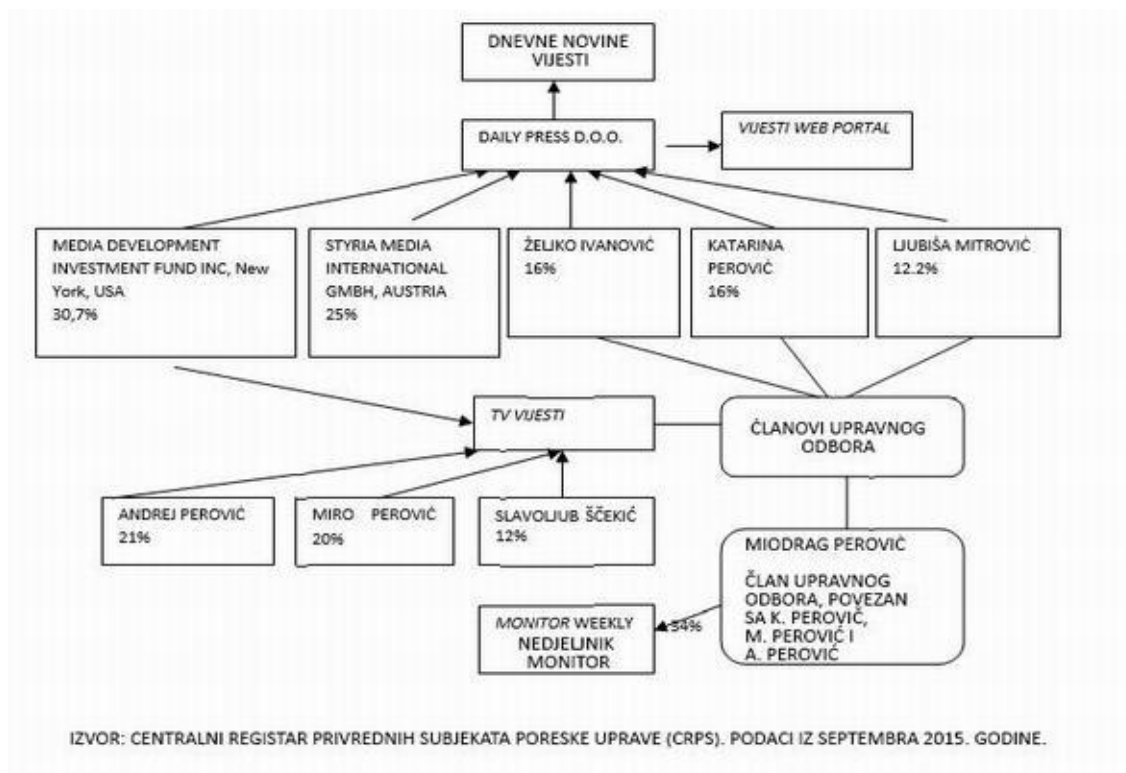 DNEVNE NOVINE
VIJESTI
DAILY PRESS D.O.O.
VIJESTI WEB PORTAL
MEDIA DEVELOPMENT
INVESTMENT FUND INC, New
York, USA
30,7%
STYRIA MEDIA
INTERNATIONAL
GMBH, AUSTRIA
25%
ŽELJKO IVANOVIĆ
16%
KATARINA
PEROVIĆ
16%
LJUBIŠA MITROVIĆ
12.2%
TV VIJESTI
ČLANOVI UPRAVNOG
ODBORA
ANDREJ PEROVIĆ
21%
MIRO PEROVIĆ
20%
SLAVOLJUB ŠČEKIĆ
12%
MIODRAG PEROVIĆ
ČLAN UPRAVNOG
ODBORA, POVEZAN
SA K. PEROVIČ,
M. PEROVIĆ I
A. PEROVIĆ
MONITOR WEEKLY
NEDJELJNIK
MONITOR
IZVOR: CENTRALNI REGISTAR PRIVREDNIH SUBJEKATA PORESKE UPRAVE (CRPS). PODACI IZ SEPTEMBRA 2015. GODINE.